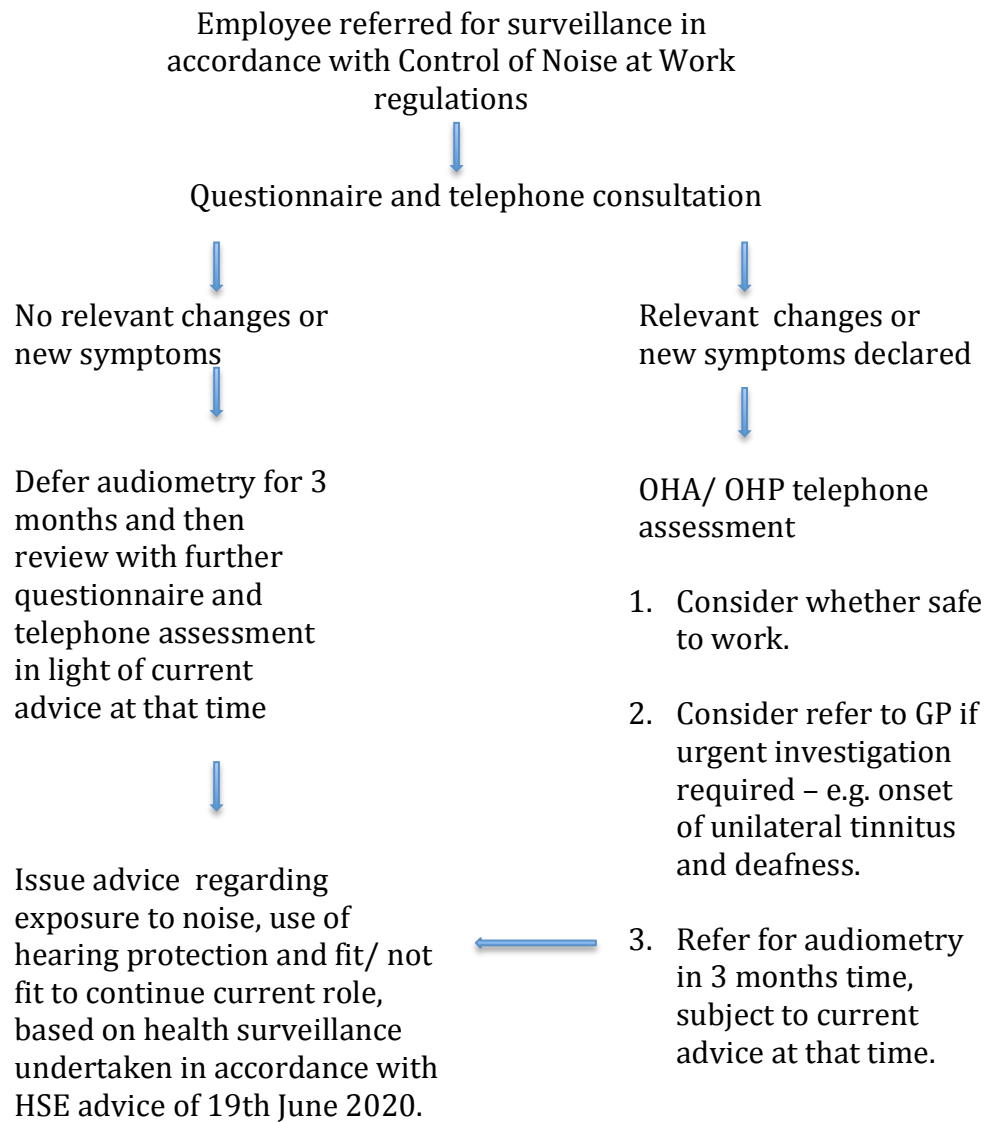 Employee referred for surveillance in
accordance with Control of Noise at Work
regulations
Questionnaire and telephone consultation
No relevant changes or
new symptoms
Relevant changes or
new symptoms declared
Defer audiometry for 3
months and then
review with further
questionnaire and
telephone assessment
in light of current
advice at that time
OHA/ OHP telephone
assessment
1. Consider whether safe
to work.
2. Consider refer to GP if
urgent investigation
required – e.g. onset
of unilateral tinnitus
and deafness.
3. Refer for audiometry
in 3 months time,
subject to current
advice at that time.
Issue advice regarding
exposure to noise, use of
hearing protection and fit/ not
fit to continue current role,
based on health surveillance
undertaken in accordance with
HSE advice of 19th June 2020.